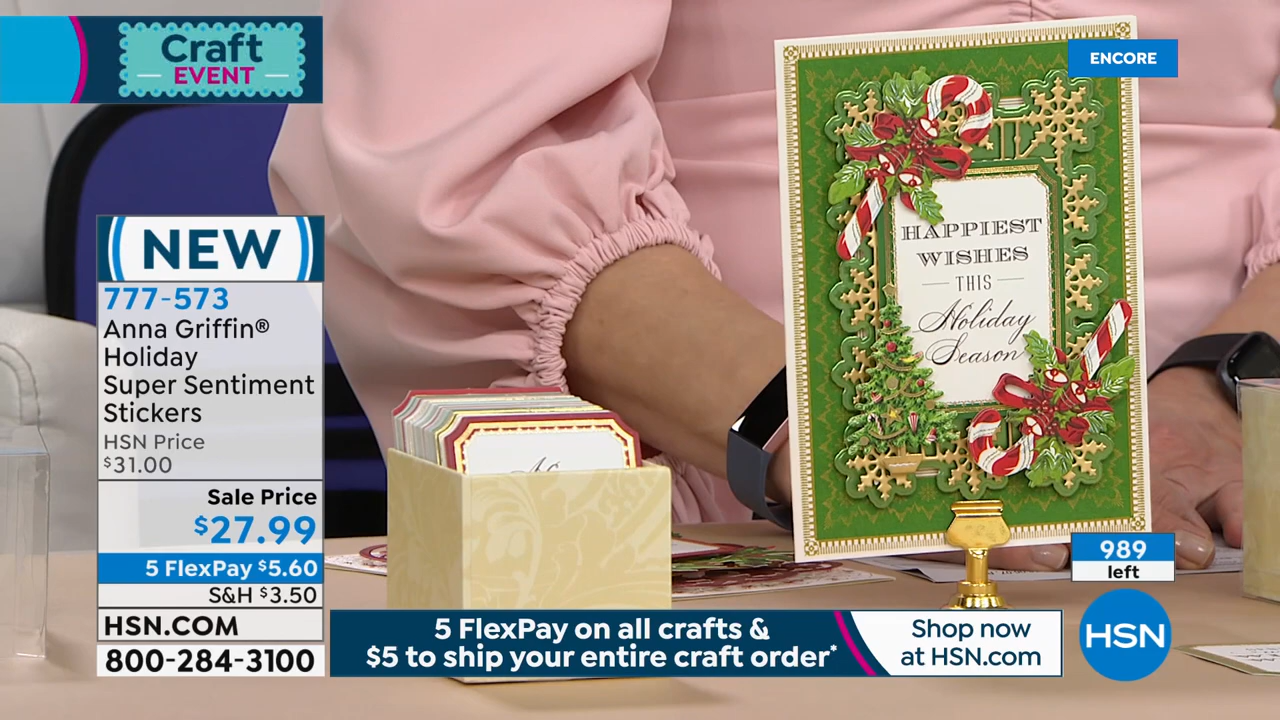 Craft
EVENT
ENCORE
NEW
777-573
Anna Griffin®
Holiday
Super Sentiment
Stickers
HSN Price
$31.00
Sale Price
$27.99
5 FlexPay $5.60
S&H $3.50
HSN.COM
800-284-3100
HAPPIEST
WISHES
THIS
Holiday
Season
989
left
5 FlexPay on all crafts &
$5 to ship your entire craft order*
Shop now
at HSN.com
HSN